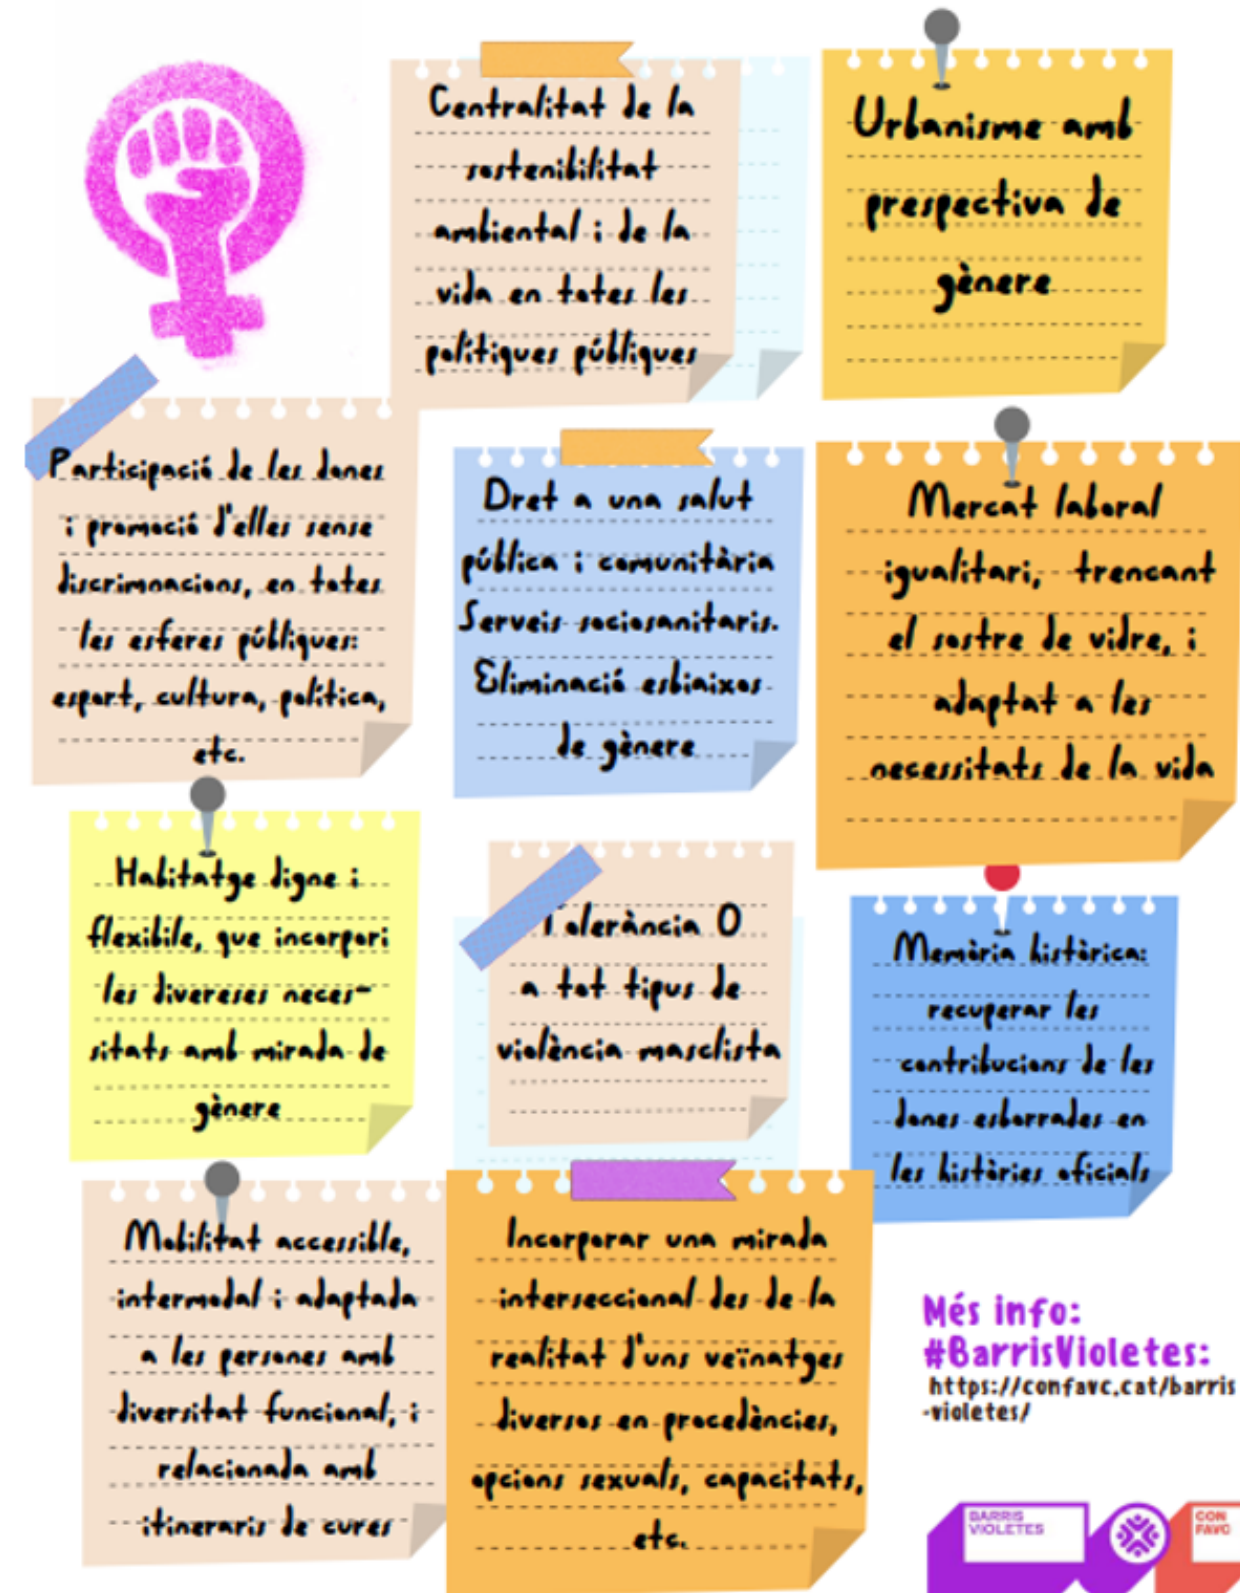 Centralitat de la
sostenibilitat
ambiental i de la
vida en totes les
polítiques públiques
Urbanisme amb
prespectiva de
gènere
Participació de les dones
i promoció d'elles sense
discrimnacions, en totes
les esferes públiques:
esport, cultura, política,
etc.
Dret a una salut
pública i comunitària
Serveis sociosanitaris.
Eliminació esbiaixos
de gènere
Mercat laboral
igualitari, trencant
el sostre de vidre, i
adaptat a les
necessitats de la vida
Habitatge digne i
flexibile, que incorpori
les divereses neces-
sitats amb mirada de
gènere
Tolerància 0
a tot tipus de
violència masclista
Memòria històrica:
recuperar les
contribucions de les
dones esborrades en
les històries oficials
Mobilitat accessible,
intermodal i adaptada
a les persones amb
diversitat funcional, i
relacionada amb
itineraris de cures
Incorporar una mirada
interseccional des de la
realitat d'uns veïnatges
diversos en procedències,
opcions sexuals, capacitats,
etc.
Més info:
#BarrisVioletes:
https://confavc.cat/barris
-violetes/
BARRIS
VIOLETES
CON
FAVC